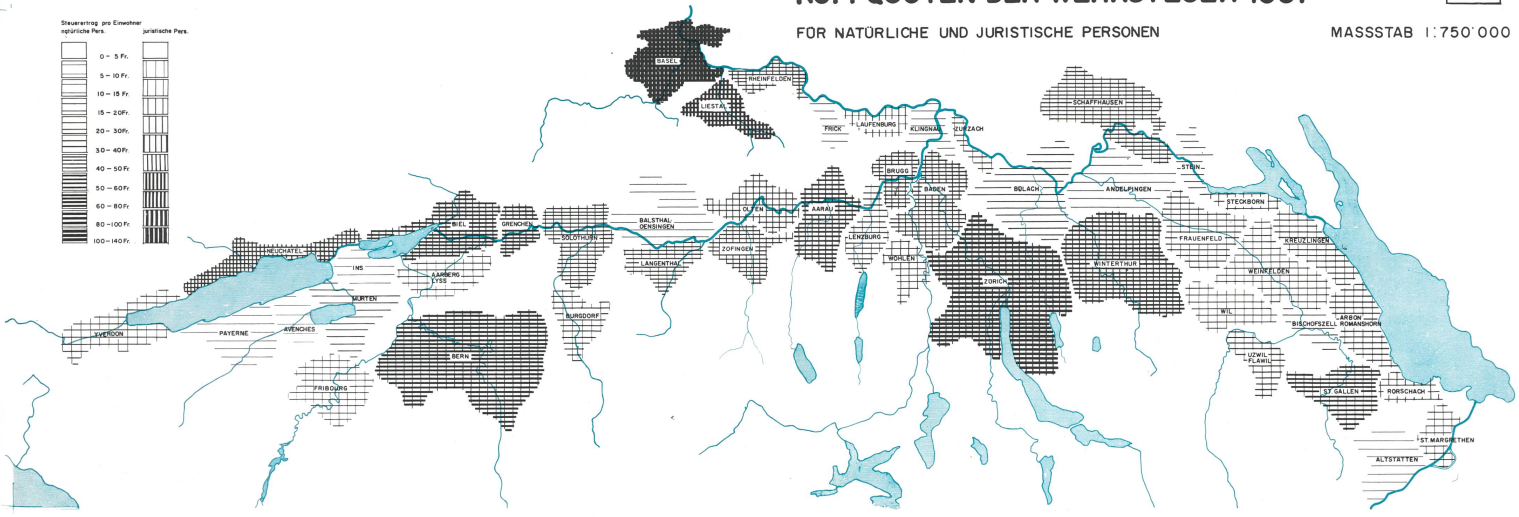 KOPFQUOTEN DER WEHRSTEUER 1957
FÜR NATÜRLICHE UND JURISTISCHE PERSONEN
MASSSTAB 1:750'000
Steuerertrag pro Einwohner
natürliche Pers.
juristische Pers.
0 – 5 Fr.
5 – 10 Fr.
10 – 15 Fr.
15 – 20 Fr.
20 – 30 Fr.
30 – 40 Fr.
40 – 50 Fr.
50 – 60 Fr.
60 – 80 Fr.
80 – 100 Fr.
100 – 140 Fr.
BASEL
RHEINFELDEN
LIESTAL
FRICK
LAUFENBURG
KLINGNAU
ZURZACH
SCHAFFHAUSEN
STEIN
BRUGG
BADEN
BÜLACH
ANDELFINGEN
STECKBORN
BIEL
GRENCHEN
SOLOTHURN
BALSTHAL
OENSINGEN
OLTEN
AARAU
LENZBURG
WOHLEN
FRAUENFELD
KREUZLINGEN
NEUCHATEL
INS
AARBERG
LYSS
LANGENTHAL
ZOFINGEN
ZÜRICH
WINTERTHUR
WEINFELDEN
MURTEN
YVERDON
PAYERNE
AVENCHES
BURGDORF
WIL
BISCHOFSZELL
ARBON
ROMANSHORN
BERN
FRIBOURG
UZWIL
FLAWIL
ST. GALLEN
RORSCHACH
ST. MARGRETHEN
ALTSTÄTTEN